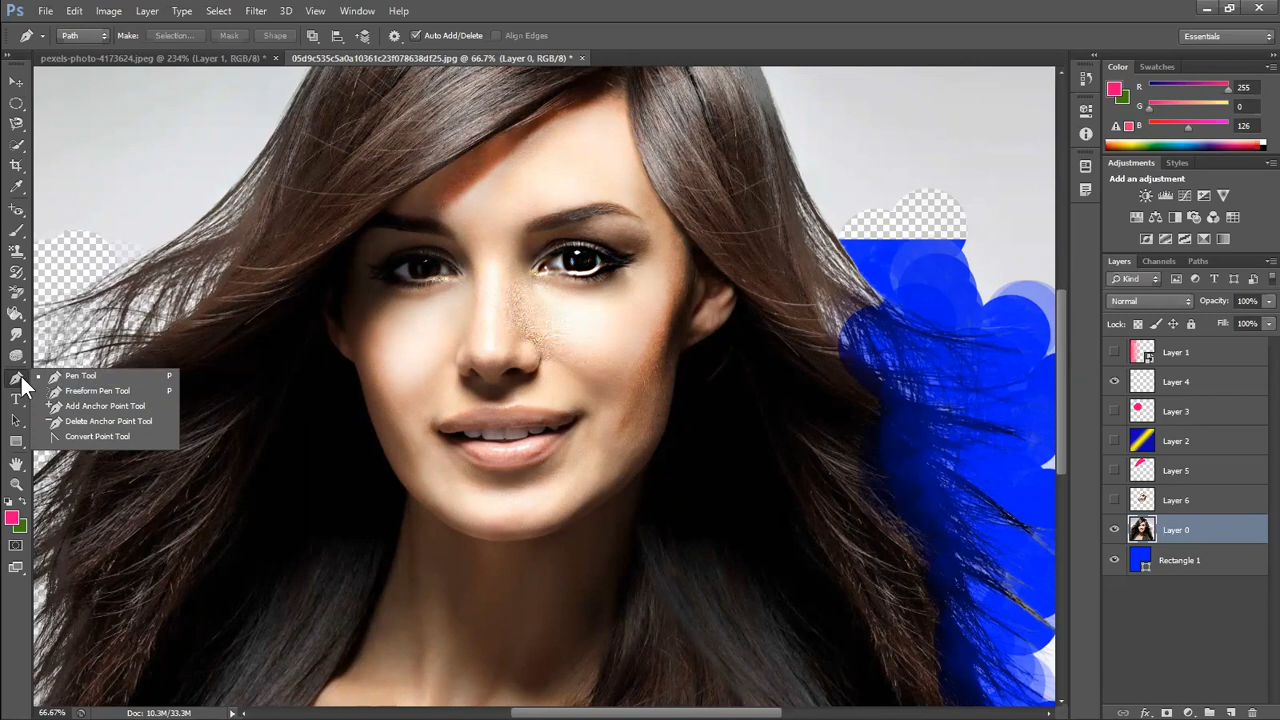 Ps File Edit Image Layer Type Select Filter 3D View Window Help
Path Make: Selection... Mask Shape Auto Add/Delete Align Edges Essentials
pexels-photo-4173624.jpeg @ 234% (Layer 1, RGB/8) * × 05d9c535c5a0a10361c23f078638df25.jpg @ 66.7% (Layer 0, RGB/8) * ×
Color Swatches
R 255
G 0
B 126
Adjustments Styles
Add an adjustment
Layers Channels Paths
Kind
Normal Opacity: 100%
Lock: Fill: 100%
Layer 1
Layer 4
Layer 3
Layer 2
Layer 5
Layer 6
Layer 0
Rectangle 1
Pen Tool P
Freeform Pen Tool P
Add Anchor Point Tool
Delete Anchor Point Tool
Convert Point Tool
T
66.67% Doc: 10.3M/33.3M